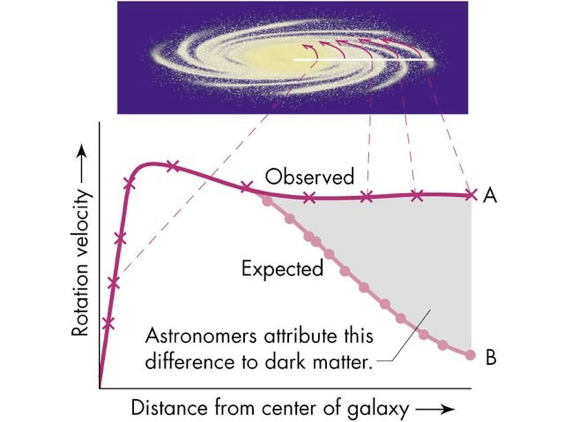 Observed
A
Rotation velocity
Expected
Astronomers attribute this
difference to dark matter.
B
Distance from center of galaxy